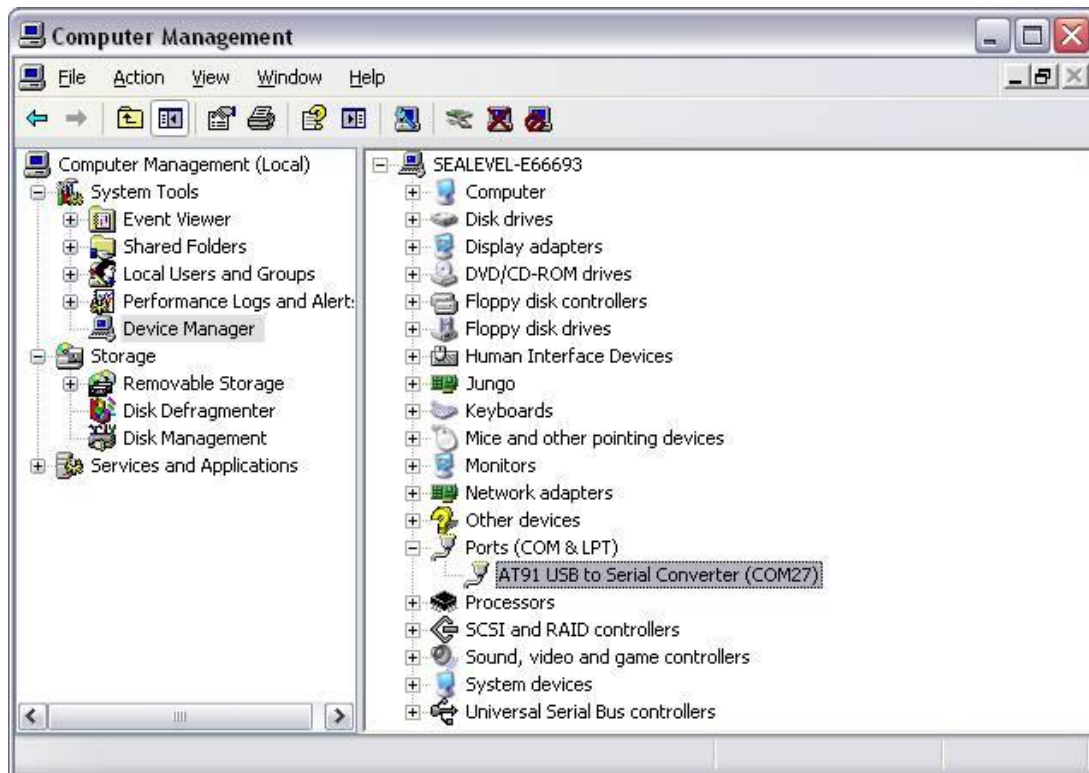 Computer Management
File Action View Window Help
Computer Management (Local)
System Tools
Event Viewer
Shared Folders
Local Users and Groups
Performance Logs and Alert:
Device Manager
Storage
Removable Storage
Disk Defragmenter
Disk Management
Services and Applications
SEALEVEL-E66693
Computer
Disk drives
Display adapters
DVD/CD-ROM drives
Floppy disk controllers
Floppy disk drives
Human Interface Devices
Jungo
Keyboards
Mice and other pointing devices
Monitors
Network adapters
Other devices
Ports (COM & LPT)
AT91 USB to Serial Converter (COM27)
Processors
SCSI and RAID controllers
Sound, video and game controllers
System devices
Universal Serial Bus controllers